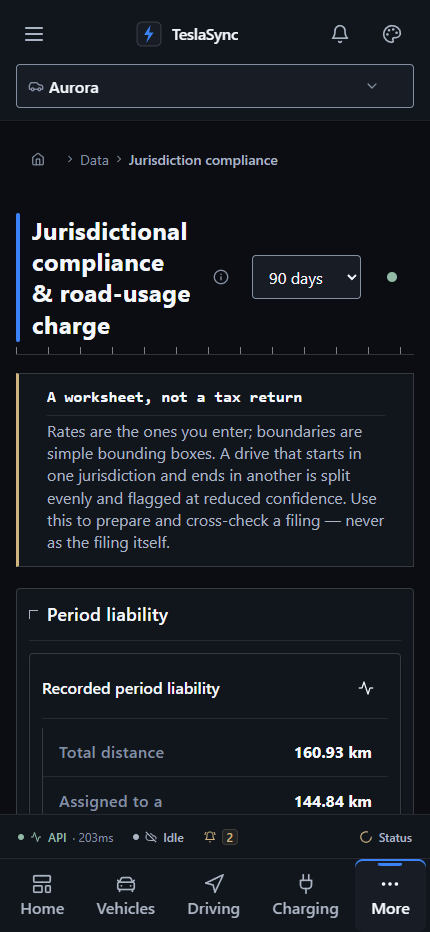 TeslaSync
Aurora
Data
Jurisdiction compliance
Jurisdictional
compliance
& road-usage
charge
90 days
A worksheet, not a tax return
Rates are the ones you enter; boundaries are
simple bounding boxes. A drive that starts in
one jurisdiction and ends in another is split
evenly and flagged at reduced confidence. Use
this to prepare and cross-check a filing — never
as the filing itself.
Period liability
Recorded period liability
Total distance 160.93 km
Assigned to a 144.84 km
API · 203ms Idle 2 Status
Home Vehicles Driving Charging More